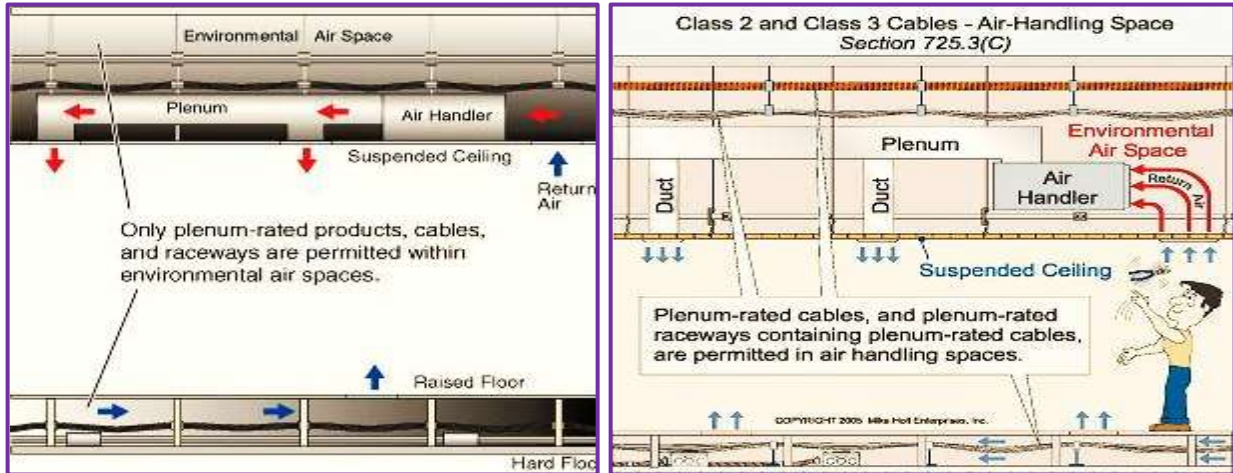 Environmental Air Space
Plenum
Air Handler
Suspended Ceiling
Return
Air
Only plenum-rated products, cables,
and raceways are permitted within
environmental air spaces.
Raised Floor
Hard Floo
Class 2 and Class 3 Cables - Air-Handling Space
Section 725.3(C)
Environmental
Air Space
Plenum
Duct
Duct
Air
Handler
Return Air
Suspended Ceiling
Plenum-rated cables, and plenum-rated
raceways containing plenum-rated cables,
are permitted in air handling spaces.
COPYRIGHT 2005 Mike Holt Enterprises, Inc.